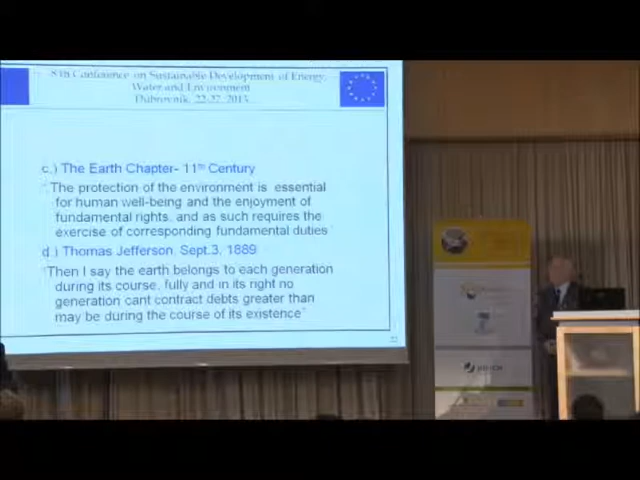 8th Conference on Sustainable Development of Energy,
Water and Environment
Dubrovnik, 22-27, 2013
c.) The Earth Chapter- 11th Century
"The protection of the environment is essential
for human well-being and the enjoyment of
fundamental rights, and as such requires the
exercise of corresponding fundamental duties
d.) Thomas Jefferson, Sept.3, 1889
"Then I say the earth belongs to each generation
during its course, fully and in its right no
generation cant contract debts greater than
may be during the course of its existence"